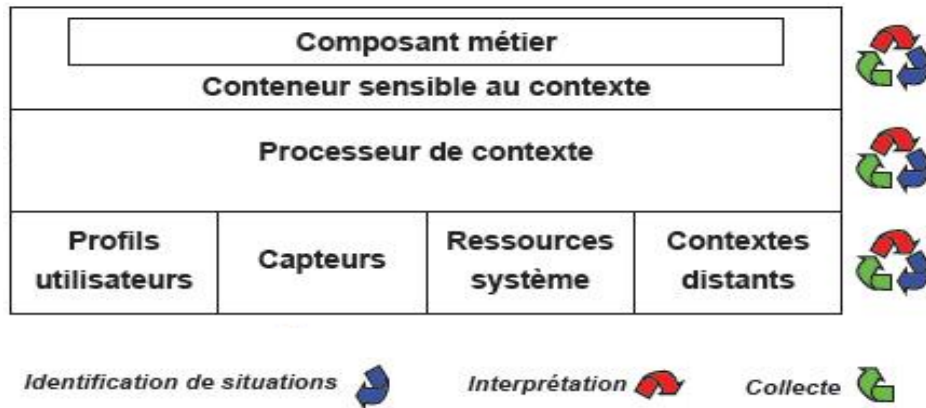 Composant métier
Conteneur sensible au contexte
Processeur de contexte
Profils
utilisateurs
Capteurs
Ressources
système
Contextes
distants
Identification de situations
Interprétation
Collecte